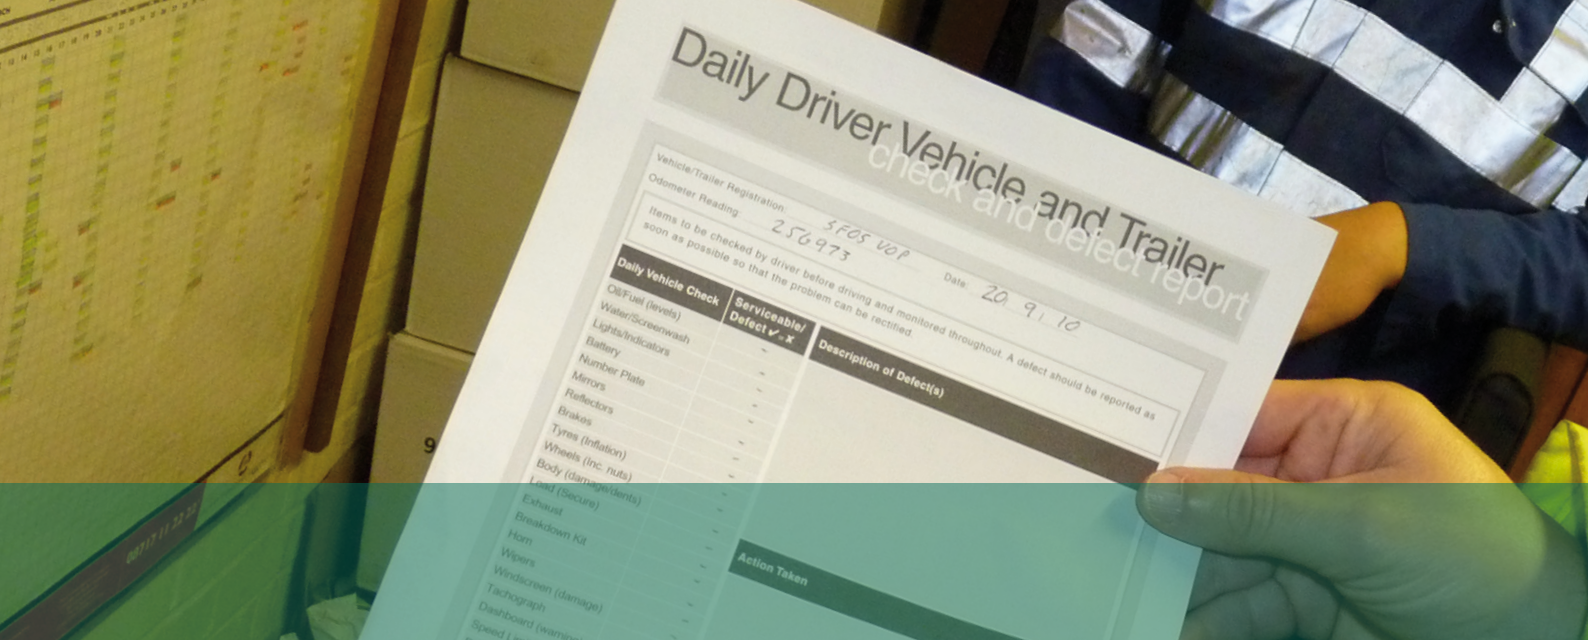 Daily Driver Vehicle and Trailer
check and defect report
Vehicle/Trailer Registration: SF05 VOP
Odometer Reading: 256973 Date: 20.9.10
Items to be checked by driver before driving and monitored throughout. A defect should be reported as
soon as possible so that the problem can be rectified.
Daily Vehicle Check
Serviceable/
Defect ✓ or ✗
Description of Defect(s)
Oil/Fuel (levels)
Water/Screenwash
Lights/Indicators
Battery
Number Plate
Mirrors
Reflectors
Brakes
Tyres (Inflation)
Wheels (Inc. nuts)
Body (damage/dents)
Load (Secure)
Exhaust
Breakdown Kit
Horn
Wipers
Windscreen (damage)
Tachograph
Action Taken
9